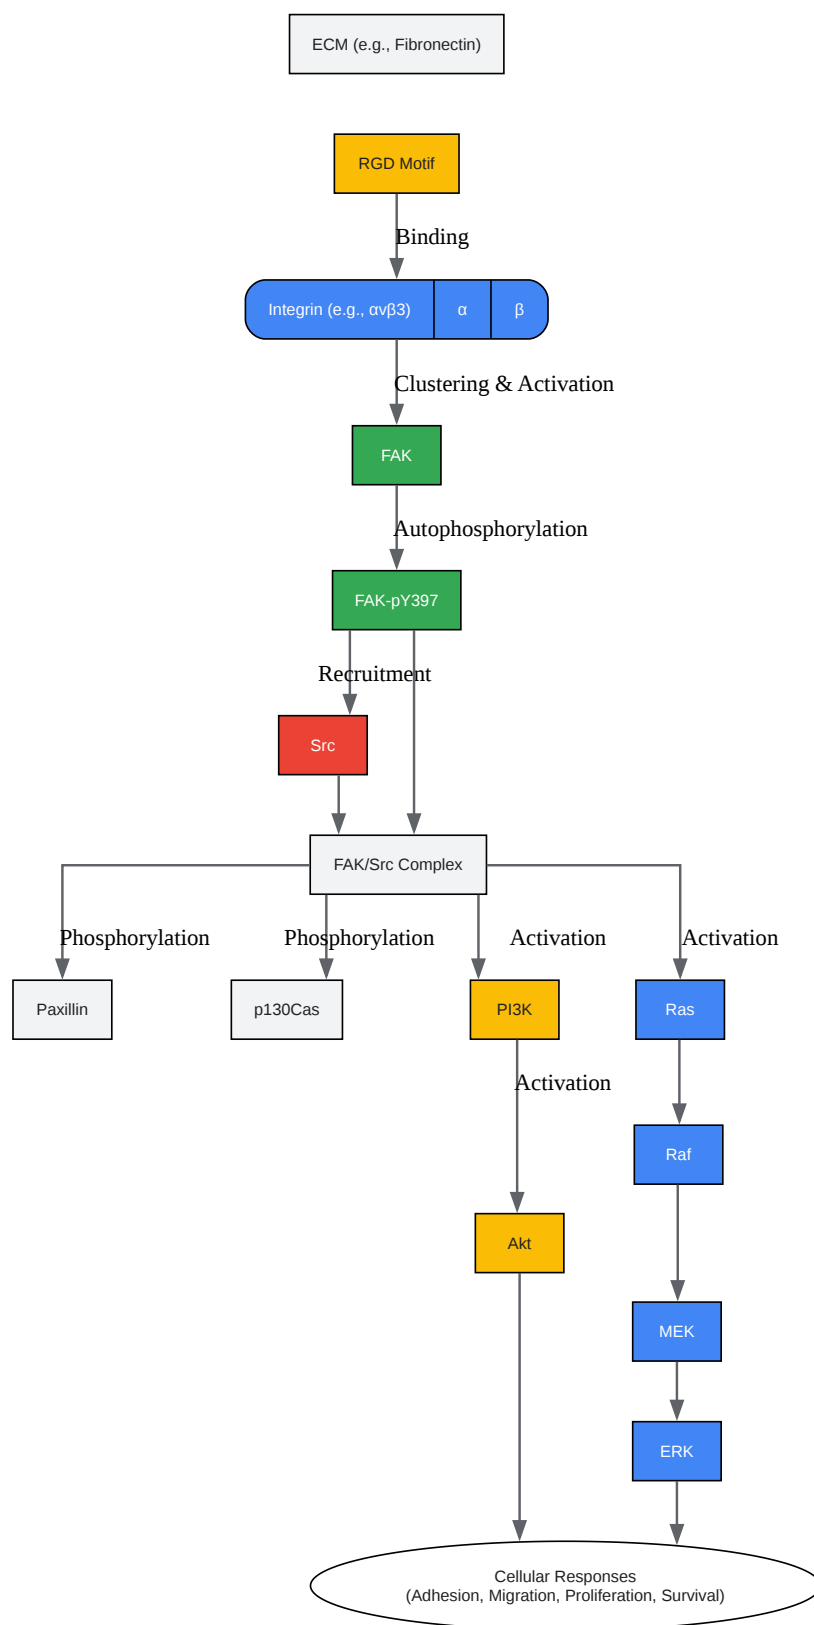 ECM (e.g., Fibronectin)
RGD Motif
Binding
Integrin (e.g., αvβ3)
α
β
Clustering & Activation
FAK
Autophosphorylation
FAK-pY397
Recruitment
Src
FAK/Src Complex
Phosphorylation
Phosphorylation
Activation
Activation
Paxillin
p130Cas
PI3K
Ras
Activation
Raf
Akt
MEK
ERK
Cellular Responses
(Adhesion, Migration, Proliferation, Survival)